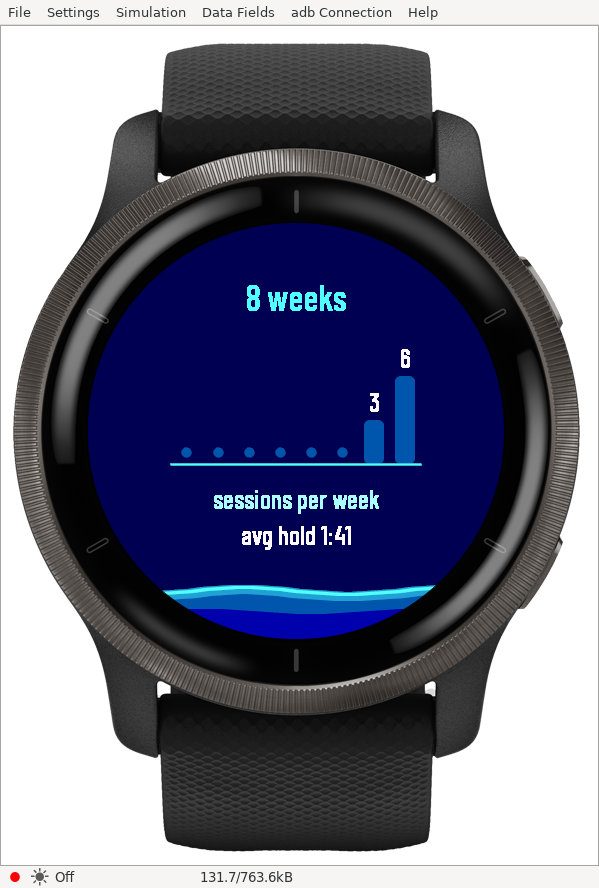 File Settings Simulation Data Fields adb Connection Help
8 weeks
6
3
sessions per week
avg hold 1:41
Off 131.7/763.6kB